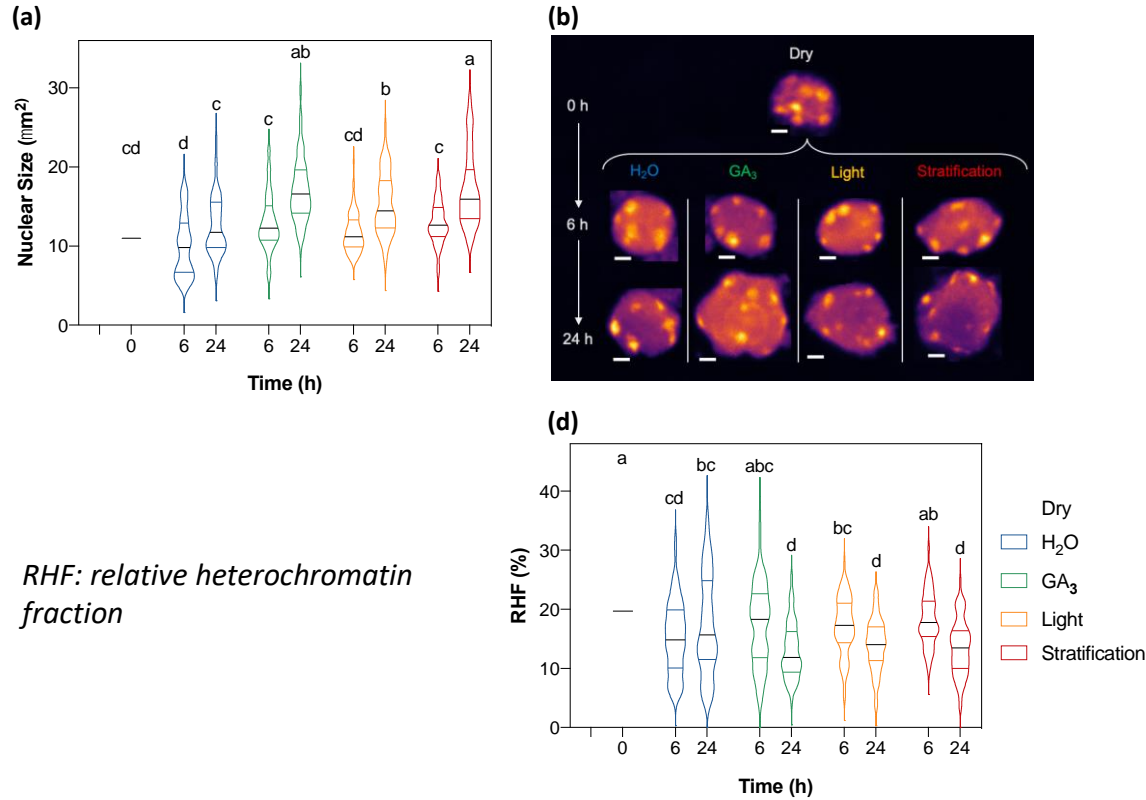 (a)
Nuclear Size (mm²)
30
20
10
0
cd
d
c
c
ab
cd
b
c
a
0
6
24
6
24
6
24
6
24
Time (h)
(b)
Dry
0 h
H₂O
GA₃
Light
Stratification
6 h
24 h
RHF: relative heterochromatin
fraction
(d)
RHF (%)
40
30
20
10
0
a
cd
bc
abc
d
bc
d
ab
d
0
6
24
6
24
6
24
6
24
Time (h)
Dry
H₂O
GA₃
Light
Stratification